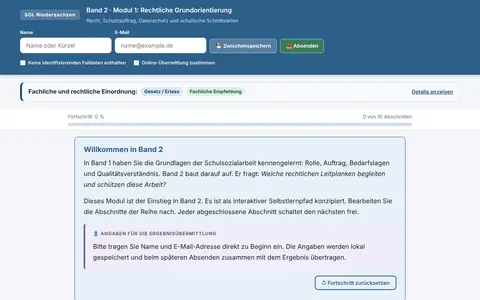 SOL Niedersachsen
Band 2 · Modul 1: Rechtliche Grundorientierung
Recht, Schutzauftrag, Datenschutz und schulische Schnittstellen
Name
E-Mail
Name oder Kürzel
name@example.de
💾 Zwischenspeichern
📤 Absenden
Keine identifizierenden Falldaten enthalten
Online-Übermittlung zustimmen
Fachliche und rechtliche Einordnung:
Gesetz / Erlass
Fachliche Empfehlung
Details anzeigen
Fortschritt 0 %
0 von 10 Abschnitten
Willkommen in Band 2
In Band 1 haben Sie die Grundlagen der Schulsozialarbeit kennengelernt: Rolle, Auftrag, Bedarfslagen
und Qualitätsverständnis. Band 2 baut darauf auf. Er fragt: Welche rechtlichen Leitplanken begleiten
und schützen diese Arbeit?
Dieses Modul ist der Einstieg in Band 2. Es ist als interaktiver Selbstlernpfad konzipiert. Bearbeiten Sie
die Abschnitte der Reihe nach. Jeder abgeschlossene Abschnitt schaltet den nächsten frei.
👤 ANGABEN FÜR DIE ERGEBNISÜBERMITTLUNG
Bitte tragen Sie Name und E-Mail-Adresse direkt zu Beginn ein. Die Angaben werden lokal
gespeichert und beim späteren Absenden zusammen mit dem Ergebnis übertragen.
↺ Fortschritt zurücksetzen